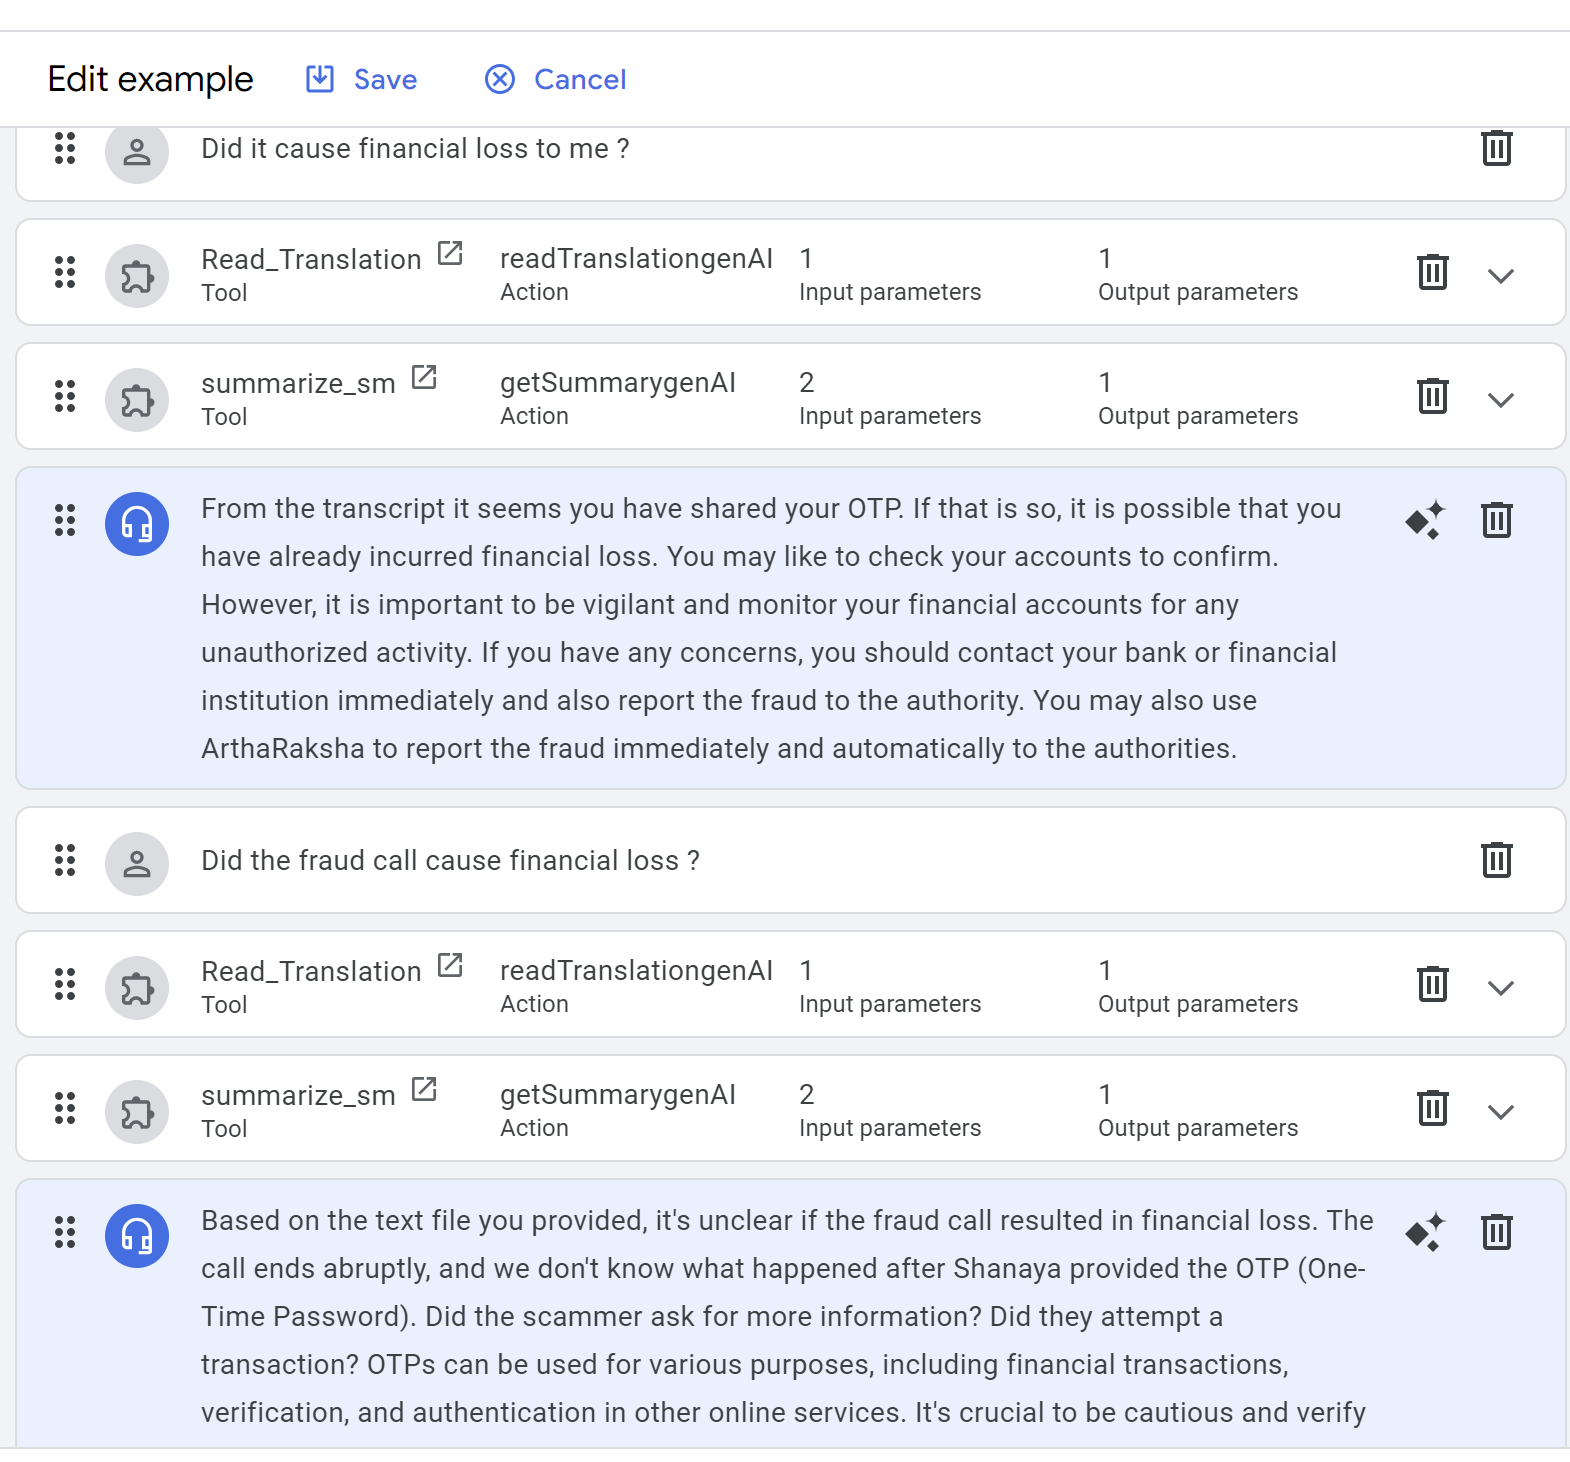 Edit example Save Cancel
Did it cause financial loss to me ?
Read_Translation readTranslationgenAI 1 1
Tool Action Input parameters Output parameters
summarize_sm getSummarygenAI 2 1
Tool Action Input parameters Output parameters
From the transcript it seems you have shared your OTP. If that is so, it is possible that you
have already incurred financial loss. You may like to check your accounts to confirm.
However, it is important to be vigilant and monitor your financial accounts for any
unauthorized activity. If you have any concerns, you should contact your bank or financial
institution immediately and also report the fraud to the authority. You may also use
ArthaRaksha to report the fraud immediately and automatically to the authorities.
Did the fraud call cause financial loss ?
Read_Translation readTranslationgenAI 1 1
Tool Action Input parameters Output parameters
summarize_sm getSummarygenAI 2 1
Tool Action Input parameters Output parameters
Based on the text file you provided, it's unclear if the fraud call resulted in financial loss. The
call ends abruptly, and we don't know what happened after Shanaya provided the OTP (One-
Time Password). Did the scammer ask for more information? Did they attempt a
transaction? OTPs can be used for various purposes, including financial transactions,
verification, and authentication in other online services. It's crucial to be cautious and verify